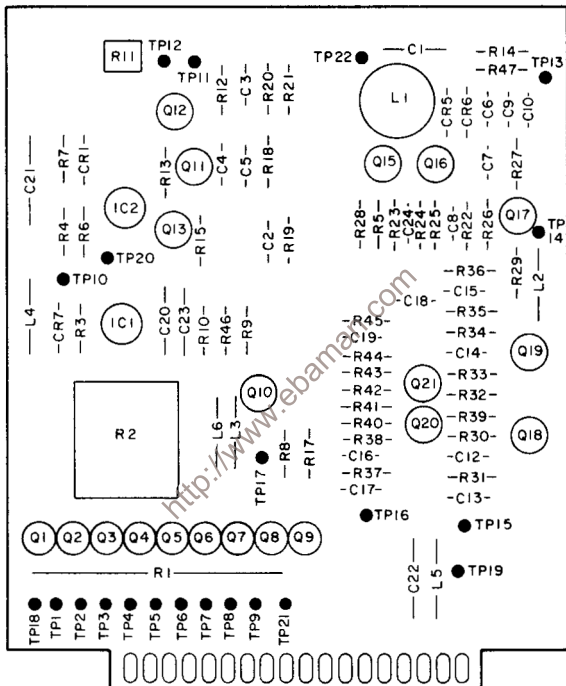 R11
TP12
TP11
TP22
-C1-
-R14-
-R47-
TP13
Q12
-R12-
-C3-
-R20-
-R21-
L1
-CR5-
-CR6-
-C6-
-C9-
-C10-
C21
-R7-
-CR1-
-R13-
Q11
-C4-
-C5-
-R18-
Q15
Q16
-C7-
-R27-
IC2
-R4-
-R6-
Q13
-R15-
-C2-
-R19-
-R28-
-R5-
-R23-
-C24-
-R24-
-R25-
-C8-
-R22-
-R26-
Q17
TP14
TP20
TP10
-R36-
-R29-
L2
-C15-
-C18-
-R35-
L4
-CR7-
-R3-
IC1
C20
C23
-R10-
-R46-
-R9-
-R45-
-R34-
-C19-
-C14-
Q19
-R44-
-R43-
-R33-
-R42-
Q21
-R32-
R2
Q10
-R41-
-R39-
L6
L3
-R40-
Q20
-R30-
Q18
-R38-
-C16-
-C12-
TP17
-R8-
-R17-
-R37-
-R31-
-C17-
-C13-
TP16
TP15
Q1 Q2 Q3 Q4 Q5 Q6 Q7 Q8 Q9
R1
C22
L5
TP19
TP18 TP1 TP2 TP3 TP4 TP5 TP6 TP7 TP8 TP9 TP21
http://www.ebaman.com